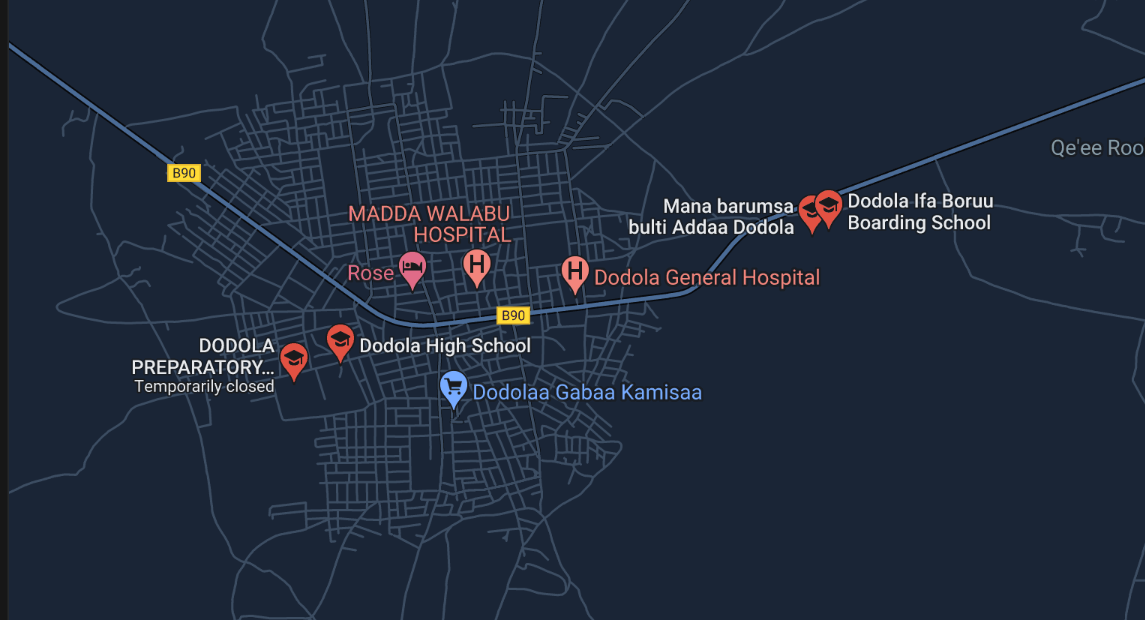 Qe'ee Roo
B90
Mana barumsa
bulti Addaa Dodola
Dodola Ifa Boruu
Boarding School
MADDA WALABU
HOSPITAL
Rose
Dodola General Hospital
B90
DODOLA
PREPARATORY...
Temporarily closed
Dodola High School
Dodolaa Gabaa Kamisaa